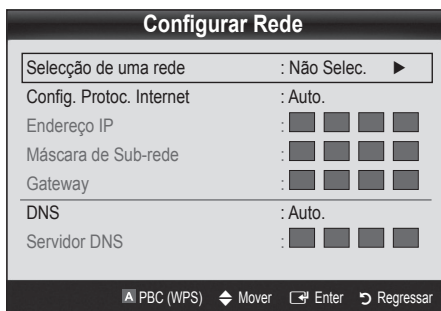 Configurar Rede
Selecção de uma rede : Não Selec. ►
Config. Protoc. Internet : Auto.
Endereço IP :
Máscara de Sub-rede :
Gateway :
DNS : Auto.
Servidor DNS :
A PBC (WPS) Mover Enter Regressar